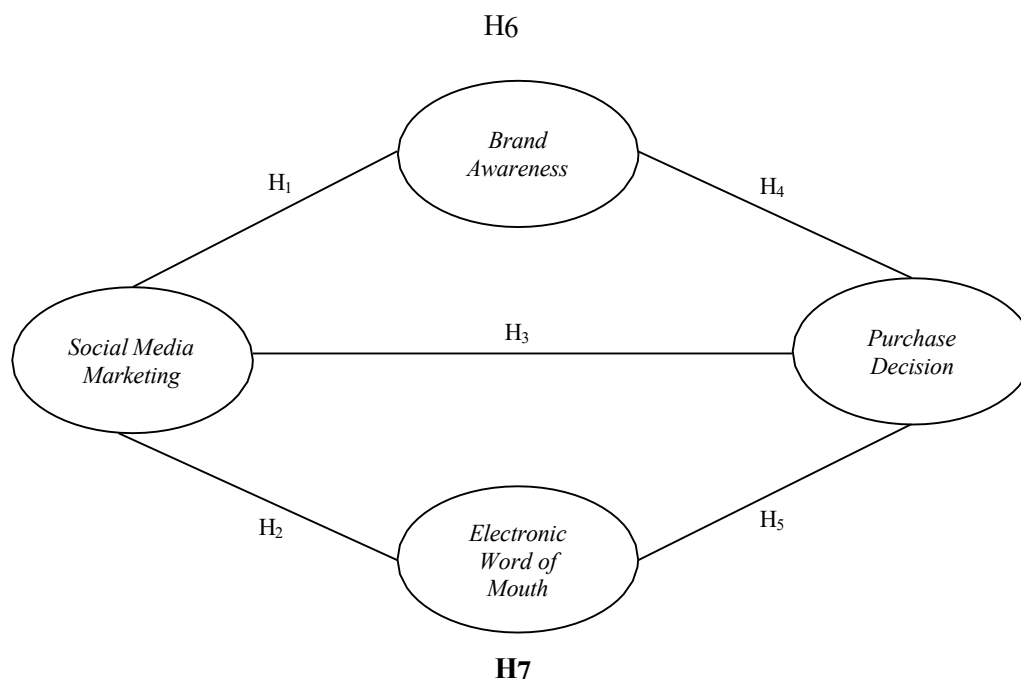 H6
Brand
Awareness
H₁
H₄
Social Media
Marketing
H₃
Purchase
Decision
H₂
Electronic
Word of
Mouth
H₅
H7